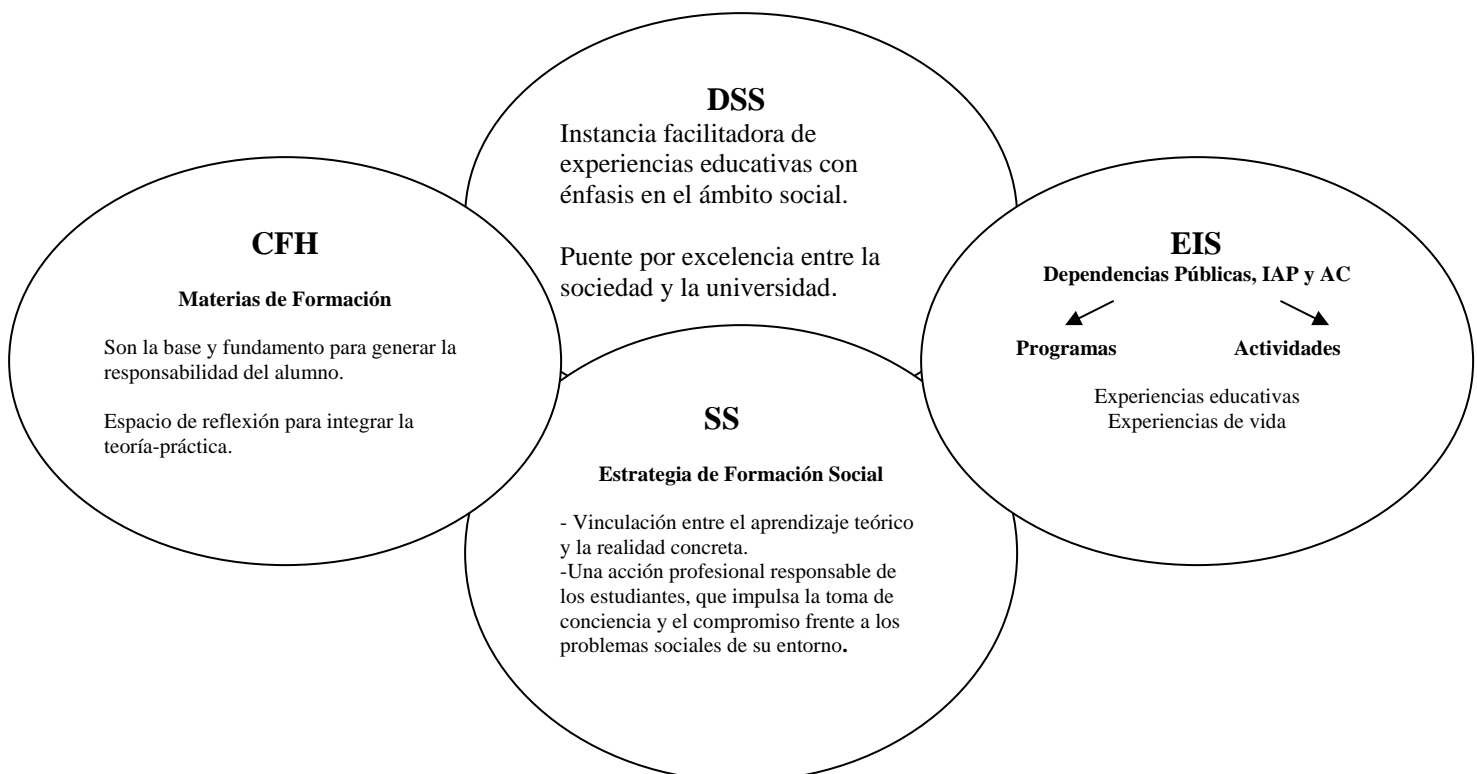 DSS
Instancia facilitadora de
experiencias educativas con
énfasis en el ámbito social.
Puente por excelencia entre la
sociedad y la universidad.
CFH
Materias de Formación
Son la base y fundamento para generar la
responsabilidad del alumno.
Espacio de reflexión para integrar la
teoría-práctica.
EIS
Dependencias Públicas, IAP y AC
Programas
Actividades
Experiencias educativas
Experiencias de vida
SS
Estrategia de Formación Social
- Vinculación entre el aprendizaje teórico
y la realidad concreta.
-Una acción profesional responsable de
los estudiantes, que impulsa la toma de
conciencia y el compromiso frente a los
problemas sociales de su entorno.